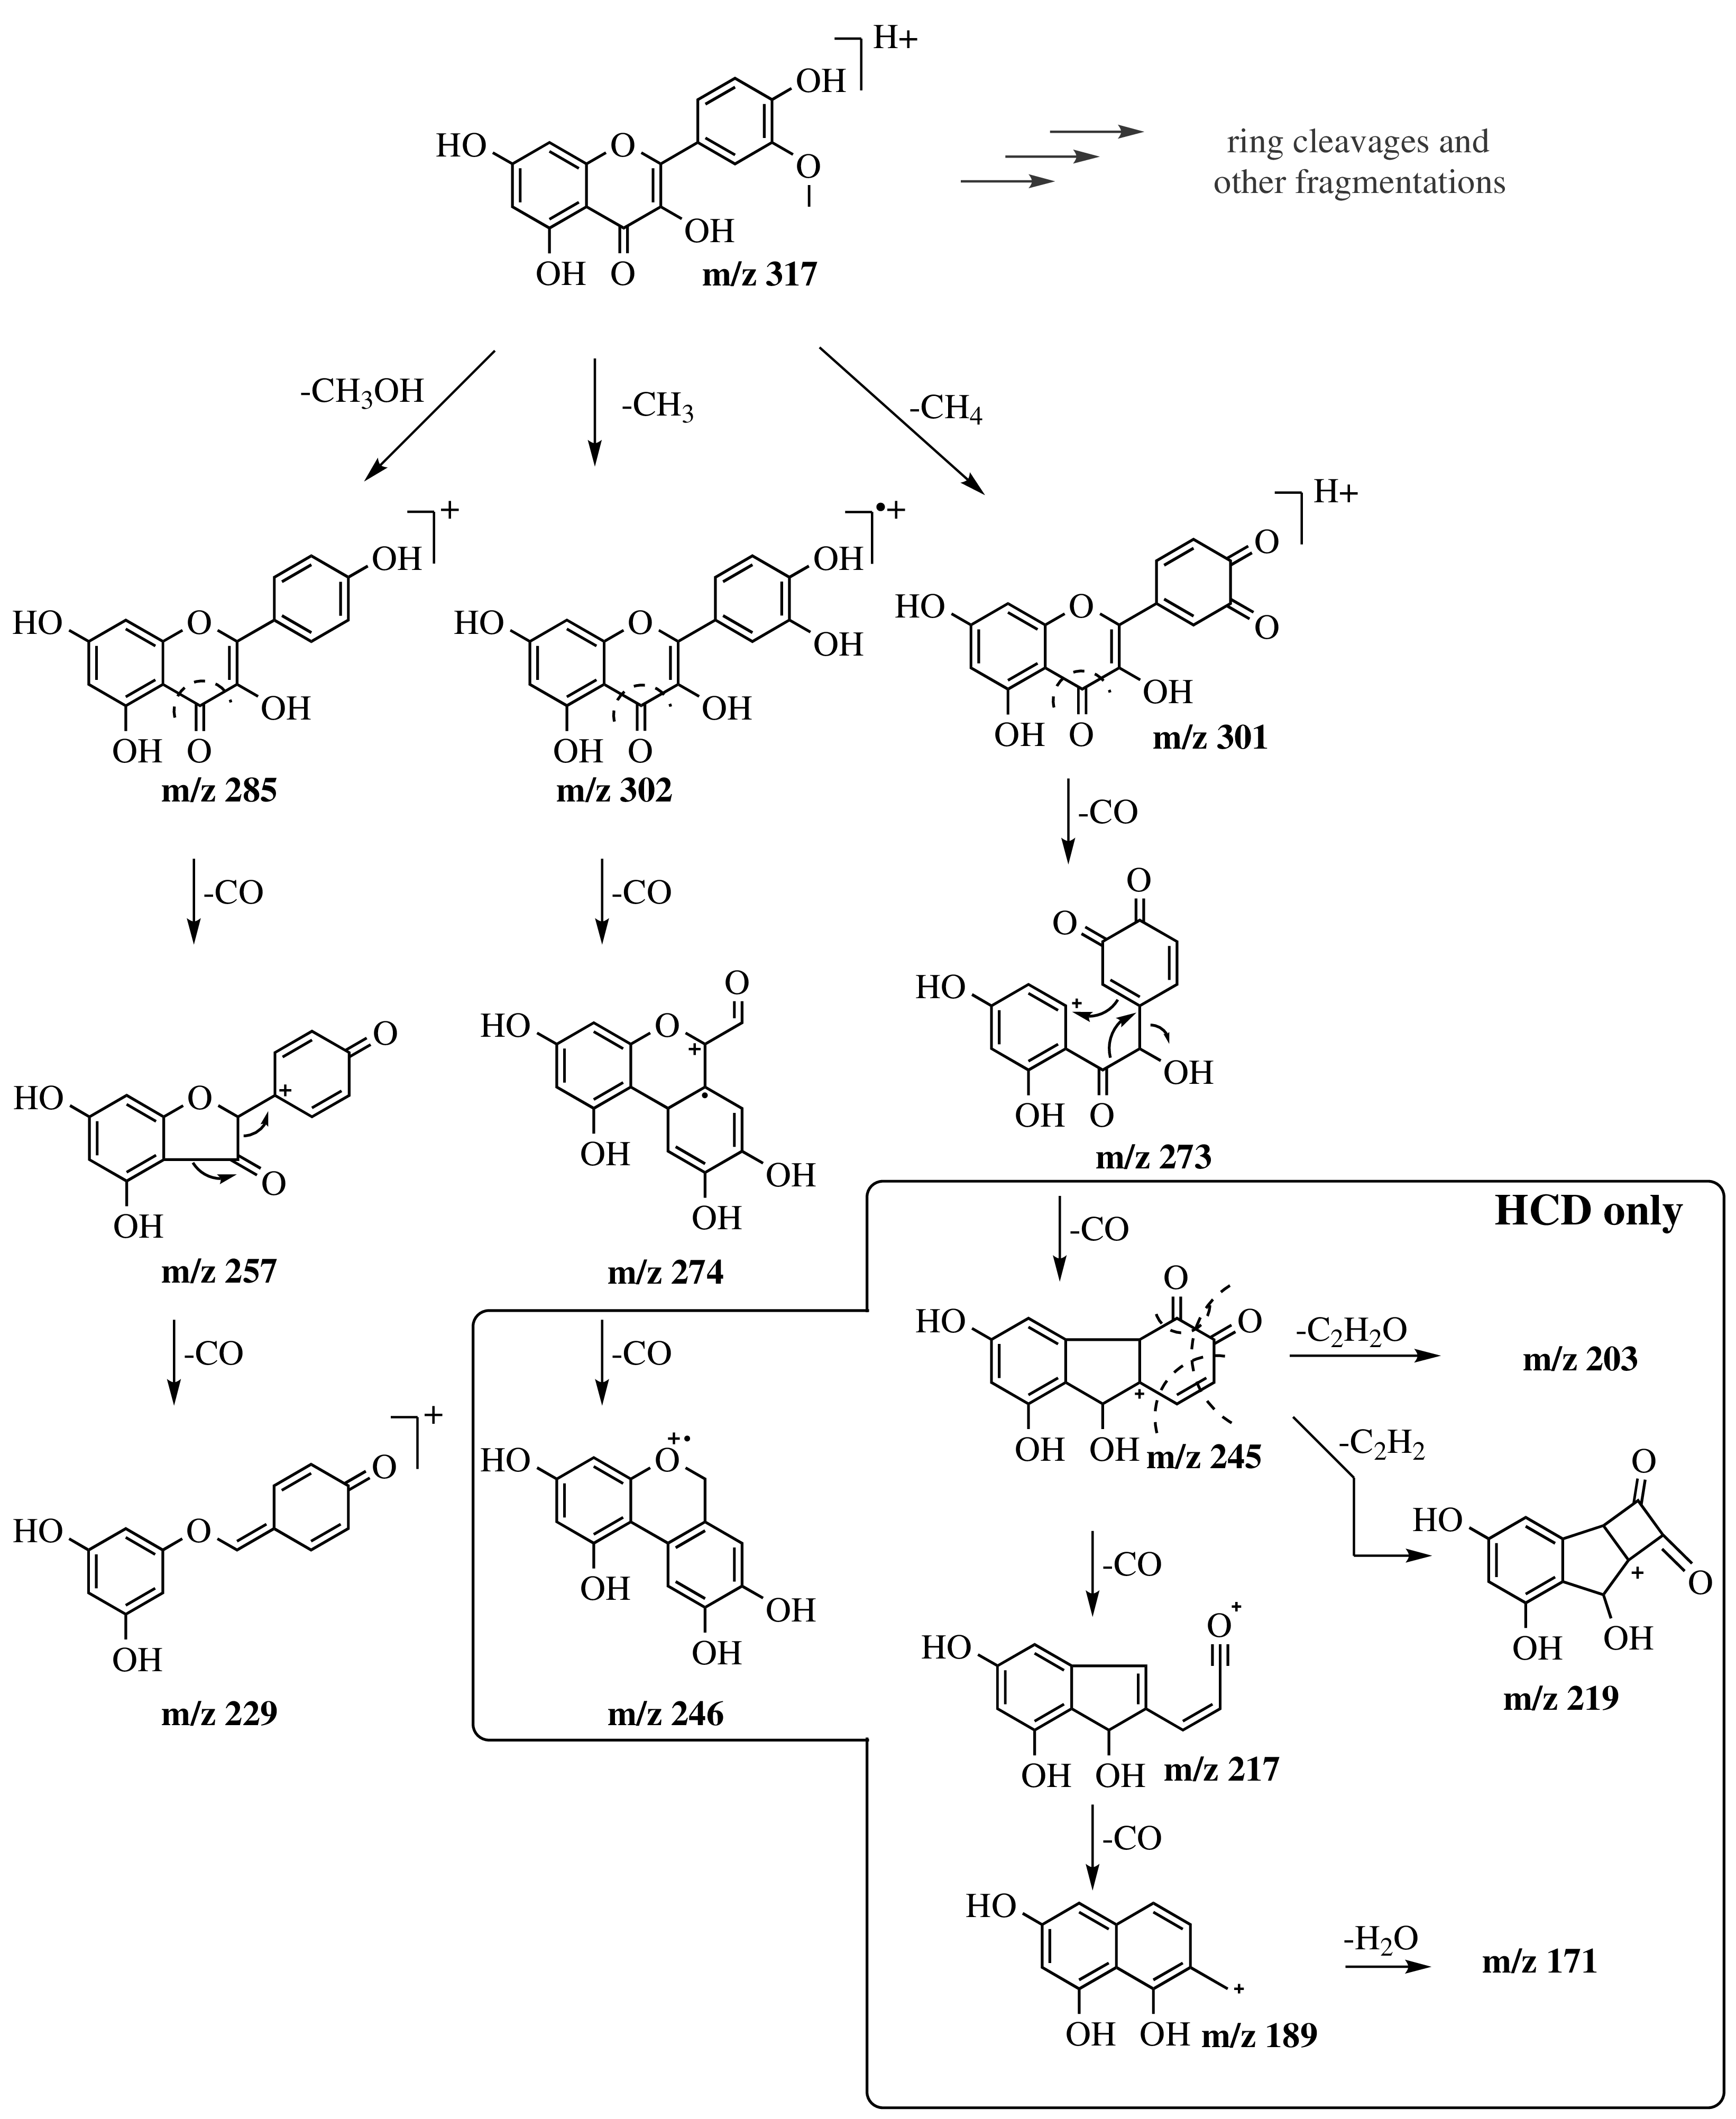 H+
OH
HO
O
O
OH
OH
O
m/z 317
ring cleavages and
other fragmentations
-CH₃OH
-CH₃
-CH₄
+
OH
HO
O
OH
OH
O
m/z 285
•+
OH
HO
O
OH
OH
OH
O
m/z 302
H+
O
HO
O
O
OH
OH
O
m/z 301
-CO
-CO
-CO
O
HO
O
+
OH
O
OH
m/z 257
O
HO
O
+
•
OH
OH
OH
m/z 274
O
O
HO
+
OH
OH
O
m/z 273
HCD only
-CO
-CO
-CO
+
HO
O
O
OH
m/z 229
+•
HO
O
OH
OH
OH
m/z 246
O
HO
O
+
OH
OH
m/z 245
-C₂H₂O
m/z 203
-C₂H₂
O
HO
O
+
OH
OH
m/z 219
-CO
+
O
HO
OH
OH
m/z 217
-CO
HO
+
OH
OH
m/z 189
-H₂O
m/z 171